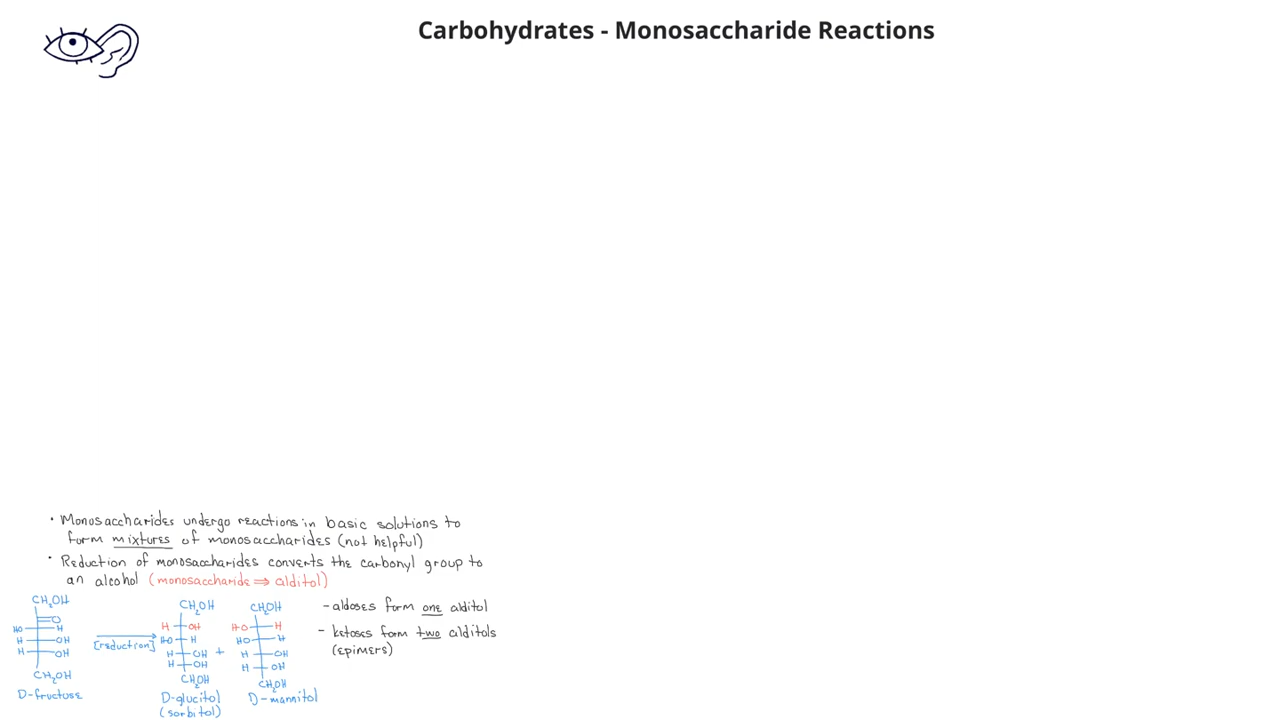 Carbohydrates - Monosaccharide Reactions
• Monosaccharides undergo reactions in basic solutions to
form mixtures of monosaccharides (not helpful)
• Reduction of monosaccharides converts the carbonyl group to
an alcohol (monosaccharide ⇒ alditol)
CH₂OH
O
HO H
H OH
H OH
CH₂OH
D-fructose
[reduction]
CH₂OH
H OH
HO H
H OH
H OH
CH₂OH
D-glucitol
(sorbitol)
+
CH₂OH
HO H
HO H
H OH
H OH
CH₂OH
D-mannitol
- aldoses form one alditol
- ketoses form two alditols
(epimers)